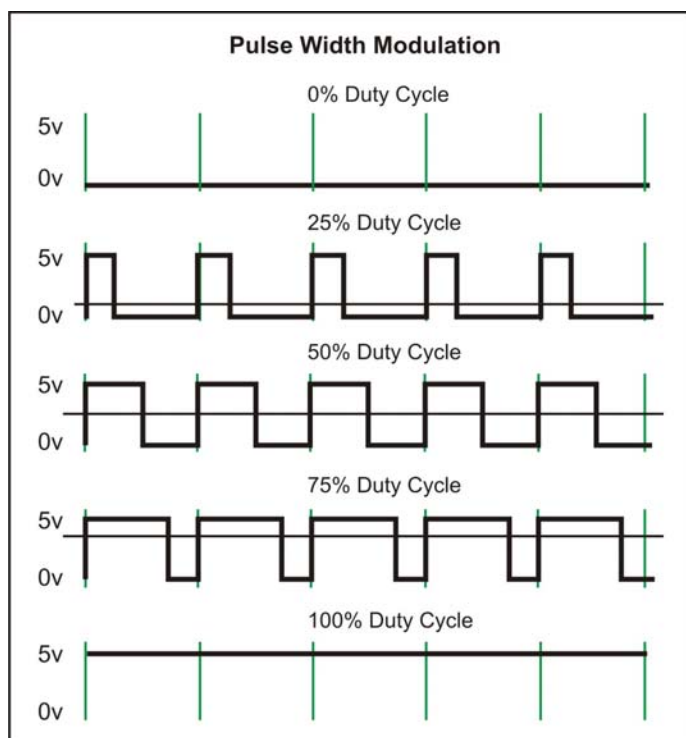 Pulse Width Modulation
0% Duty Cycle
5v
0v
25% Duty Cycle
5v
0v
50% Duty Cycle
5v
0v
75% Duty Cycle
5v
0v
100% Duty Cycle
5v
0v